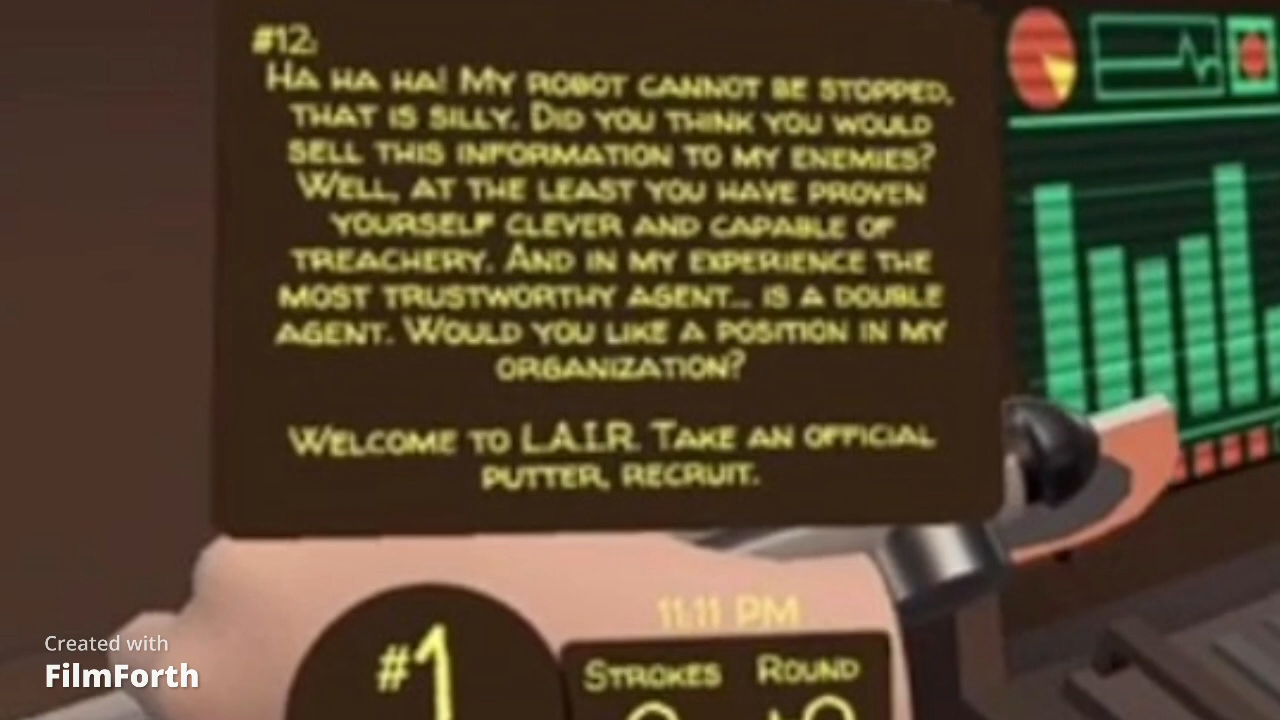 #12:
HA HA HA! MY ROBOT CANNOT BE STOPPED,
THAT IS SILLY. DID YOU THINK YOU WOULD
SELL THIS INFORMATION TO MY ENEMIES?
WELL, AT THE LEAST YOU HAVE PROVEN
YOURSELF CLEVER AND CAPABLE OF
TREACHERY. AND IN MY EXPERIENCE THE
MOST TRUSTWORTHY AGENT... IS A DOUBLE
AGENT. WOULD YOU LIKE A POSITION IN MY
ORGANIZATION?
WELCOME TO L.A.I.R. TAKE AN OFFICIAL
PUTTER, RECRUIT.
11:11 PM
#1
STROKES ROUND
Created with
FilmForth